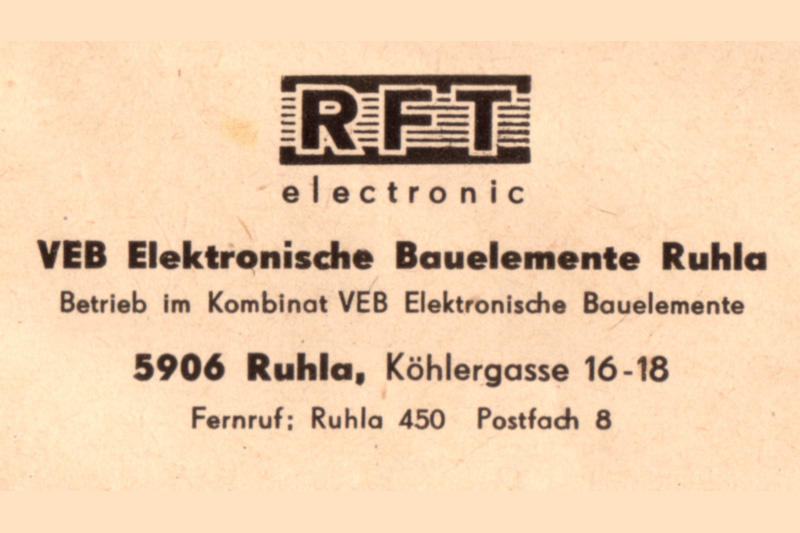 RFT
electronic
VEB Elektronische Bauelemente Ruhla
Betrieb im Kombinat VEB Elektronische Bauelemente
5906 Ruhla, Köhlergasse 16-18
Fernruf: Ruhla 450 Postfach 8